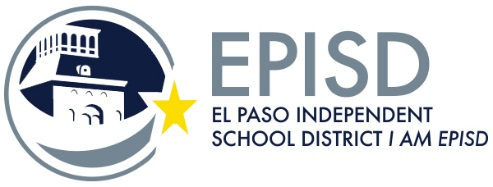 EPISD
EL PASO INDEPENDENT
SCHOOL DISTRICT I AM EPISD